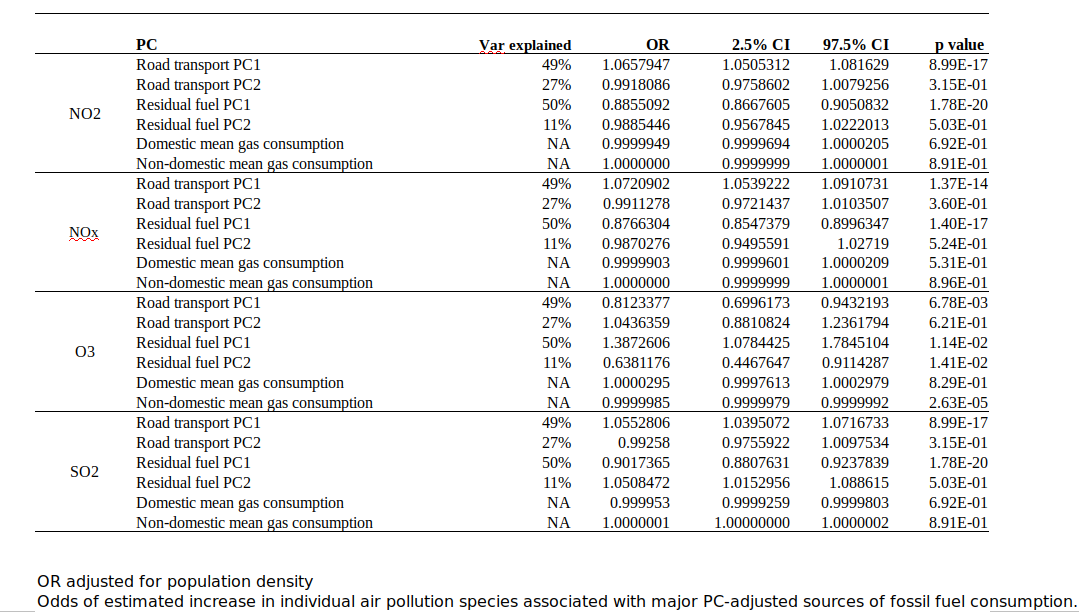 PC Var explained OR 2.5% CI 97.5% CI p value
Road transport PC1 49% 1.0657947 1.0505312 1.081629 8.99E-17
Road transport PC2 27% 0.9918086 0.9758602 1.0079256 3.15E-01
Residual fuel PC1 50% 0.8855092 0.8667605 0.9050832 1.78E-20
NO2
Residual fuel PC2 11% 0.9885446 0.9567845 1.0222013 5.03E-01
Domestic mean gas consumption NA 0.9999949 0.9999694 1.0000205 6.92E-01
Non-domestic mean gas consumption NA 1.0000000 0.9999999 1.0000001 8.91E-01
Road transport PC1 49% 1.0720902 1.0539222 1.0910731 1.37E-14
Road transport PC2 27% 0.9911278 0.9721437 1.0103507 3.60E-01
Residual fuel PC1 50% 0.8766304 0.8547379 0.8996347 1.40E-17
NOx
Residual fuel PC2 11% 0.9870276 0.9495591 1.02719 5.24E-01
Domestic mean gas consumption NA 0.9999903 0.9999601 1.0000209 5.31E-01
Non-domestic mean gas consumption NA 1.0000000 0.9999999 1.0000001 8.96E-01
Road transport PC1 49% 0.8123377 0.6996173 0.9432193 6.78E-03
Road transport PC2 27% 1.0436359 0.8810824 1.2361794 6.21E-01
Residual fuel PC1 50% 1.3872606 1.0784425 1.7845104 1.14E-02
O3
Residual fuel PC2 11% 0.6381176 0.4467647 0.9114287 1.41E-02
Domestic mean gas consumption NA 1.0000295 0.9997613 1.0002979 8.29E-01
Non-domestic mean gas consumption NA 0.9999985 0.9999979 0.9999992 2.63E-05
Road transport PC1 49% 1.0552806 1.0395072 1.0716733 8.99E-17
Road transport PC2 27% 0.99258 0.9755922 1.0097534 3.15E-01
Residual fuel PC1 50% 0.9017365 0.8807631 0.9237839 1.78E-20
SO2
Residual fuel PC2 11% 1.0508472 1.0152956 1.088615 5.03E-01
Domestic mean gas consumption NA 0.999953 0.9999259 0.9999803 6.92E-01
Non-domestic mean gas consumption NA 1.0000001 1.00000000 1.0000002 8.91E-01
OR adjusted for population density
Odds of estimated increase in individual air pollution species associated with major PC-adjusted sources of fossil fuel consumption.